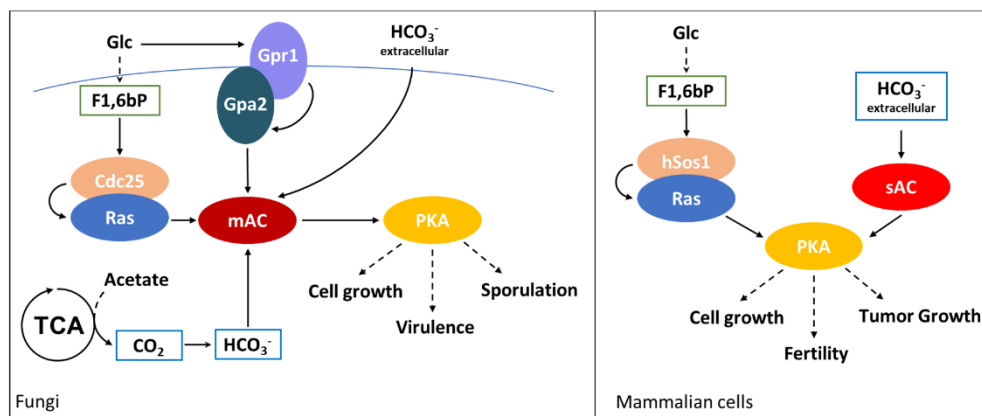 Glc
Gpr1
HCO₃⁻
extracellular
F1,6bP
Gpa2
Cdc25
Ras
mAC
PKA
Acetate
TCA
CO₂
HCO₃⁻
Cell growth
Sporulation
Virulence
Fungi
Glc
F1,6bP
HCO₃⁻
extracellular
hSos1
Ras
sAC
PKA
Cell growth
Tumor Growth
Fertility
Mammalian cells